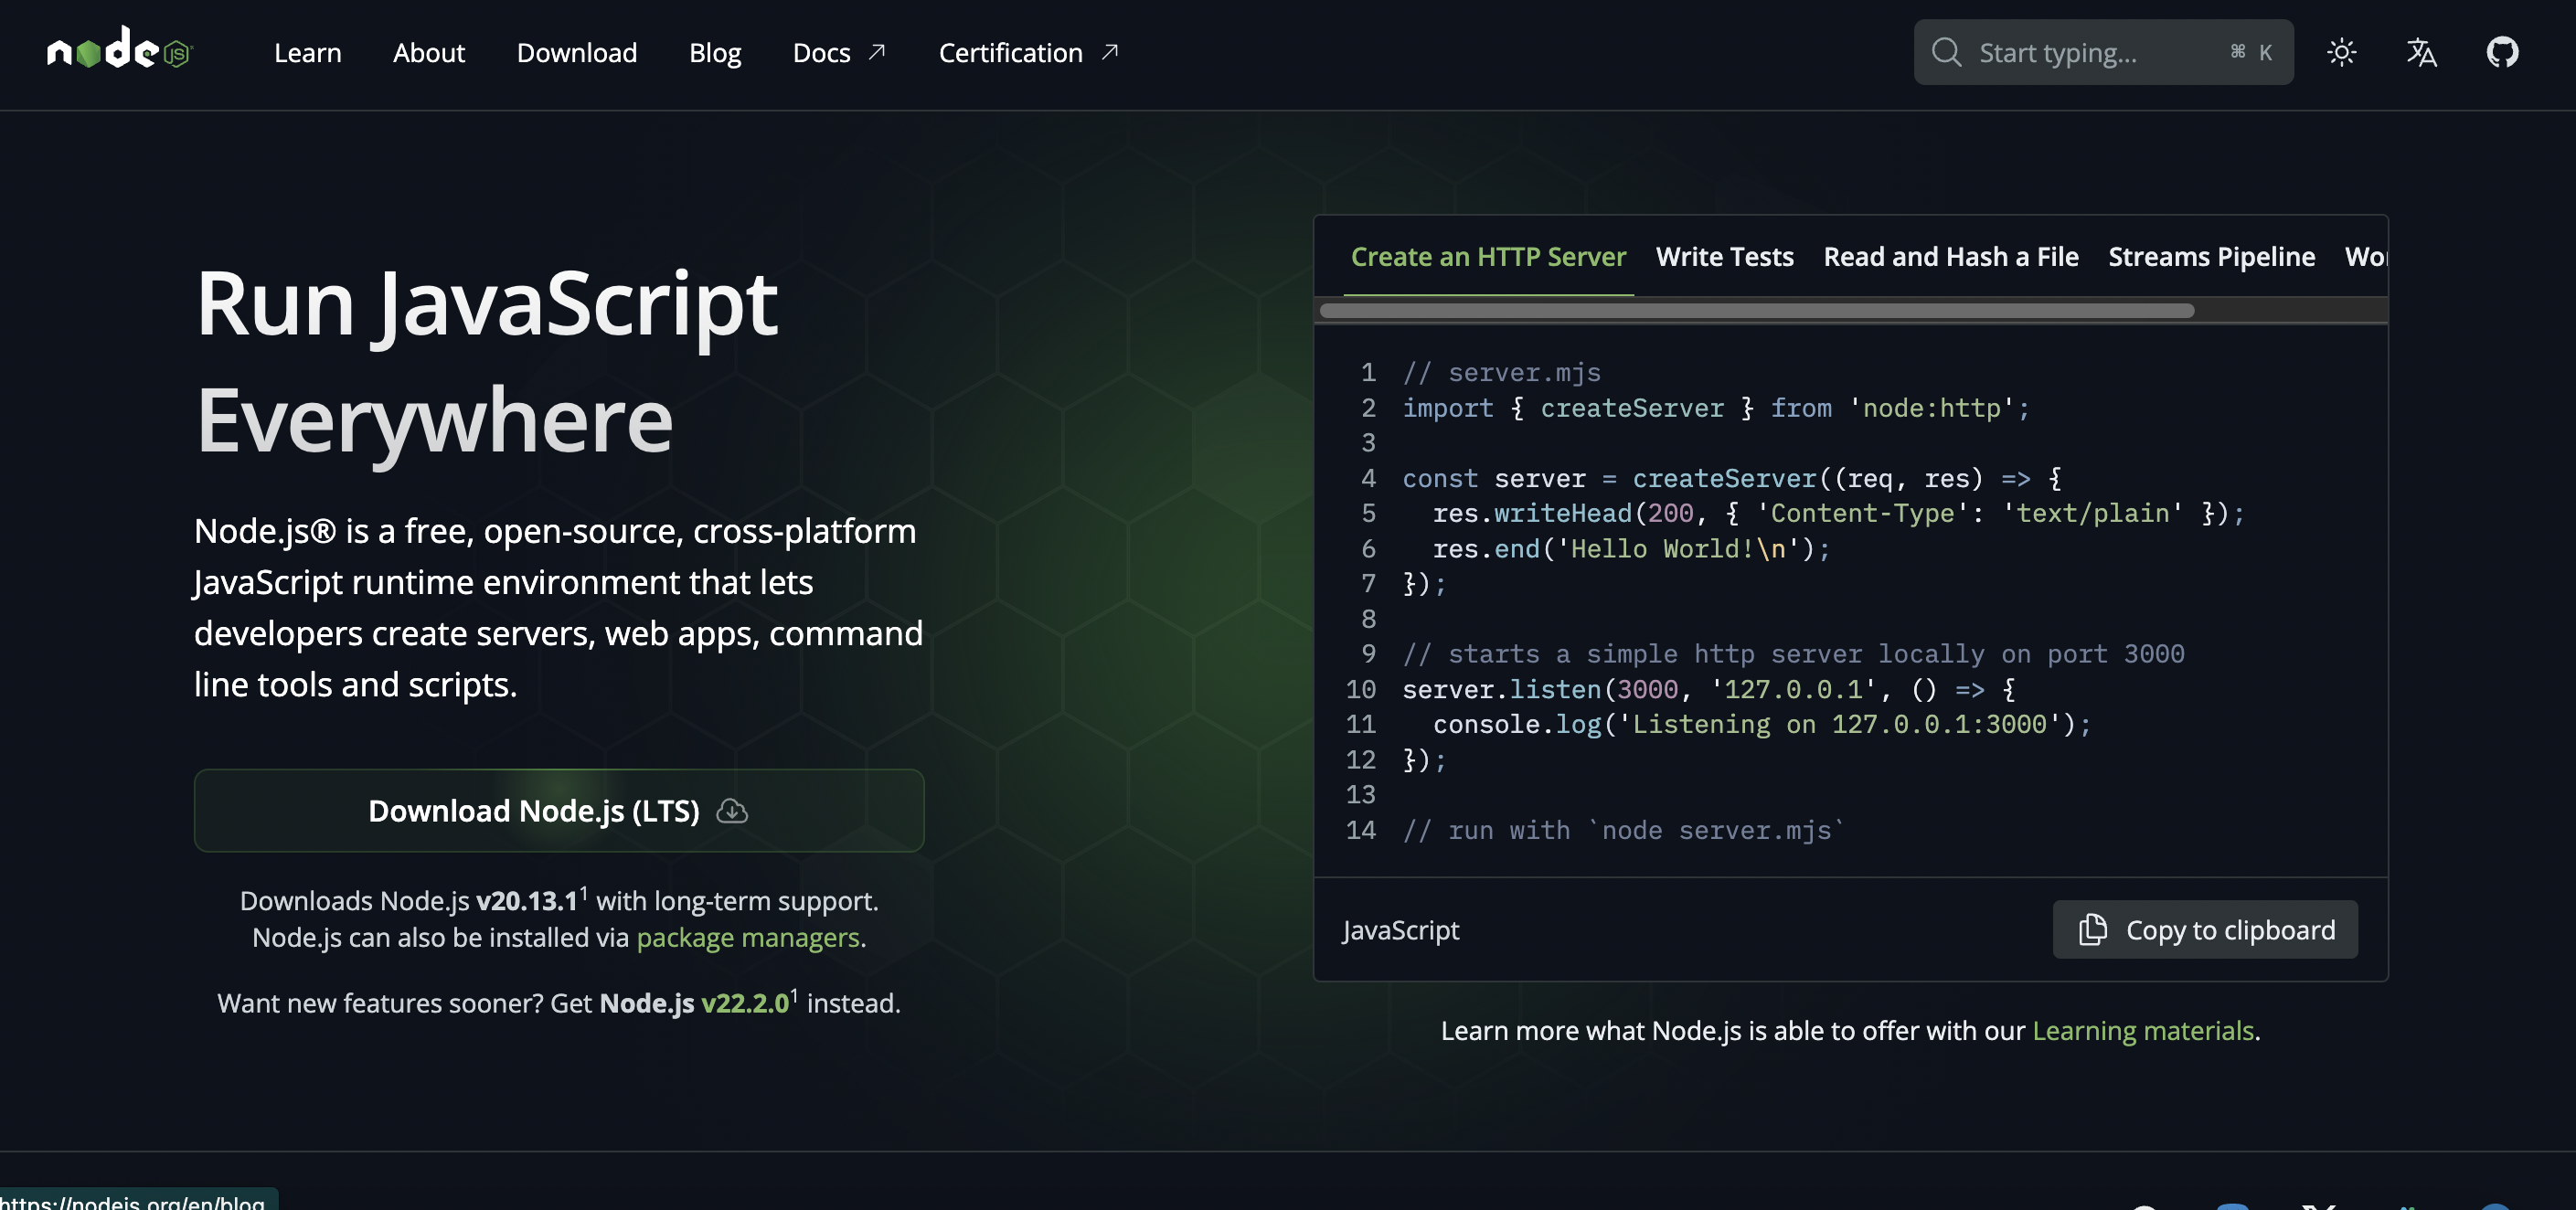 node JS
Learn About Download Blog Docs Certification
Start typing... ⌘ K
Run JavaScript
Everywhere
Node.js® is a free, open-source, cross-platform
JavaScript runtime environment that lets
developers create servers, web apps, command
line tools and scripts.
Download Node.js (LTS)
Downloads Node.js v20.13.1¹ with long-term support.
Node.js can also be installed via package managers.
Want new features sooner? Get Node.js v22.2.0¹ instead.
Create an HTTP Server Write Tests Read and Hash a File Streams Pipeline
1 // server.mjs
2 import { createServer } from 'node:http';
3
4 const server = createServer((req, res) => {
5   res.writeHead(200, { 'Content-Type': 'text/plain' });
6   res.end('Hello World!\n');
7 });
8
9 // starts a simple http server locally on port 3000
10 server.listen(3000, '127.0.0.1', () => {
11   console.log('Listening on 127.0.0.1:3000');
12 });
13
14 // run with `node server.mjs`
JavaScript
Copy to clipboard
Learn more what Node.js is able to offer with our Learning materials.
https://nodejs.org/en/blog